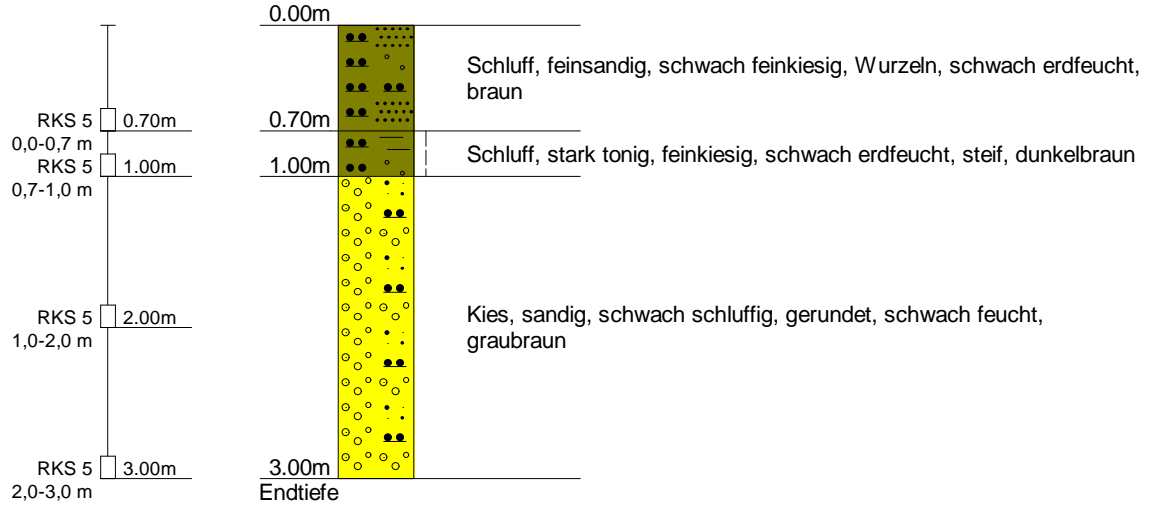 0.00m
Schluff, feinsandig, schwach feinkiesig, Wurzeln, schwach erdfeucht,
braun
RKS 5 0.70m
0,0-0,7 m
0.70m
Schluff, stark tonig, feinkiesig, schwach erdfeucht, steif, dunkelbraun
RKS 5 1.00m
0,7-1,0 m
1.00m
Kies, sandig, schwach schluffig, gerundet, schwach feucht,
graubraun
RKS 5 2.00m
1,0-2,0 m
RKS 5 3.00m
2,0-3,0 m
3.00m
Endtiefe